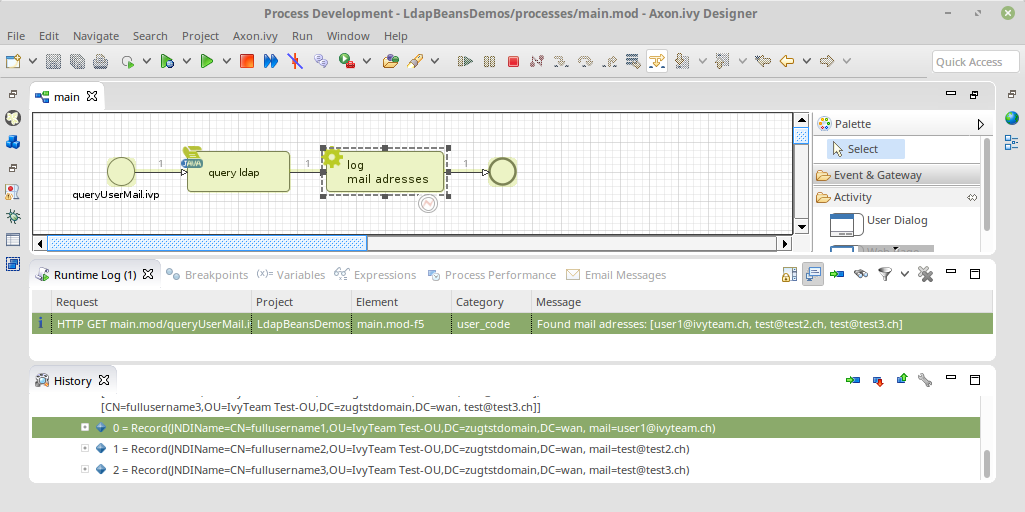 Process Development - LdapBeansDemos/processes/main.mod - Axon.ivy Designer
File Edit Navigate Search Project Axon.ivy Run Window Help
Quick Access
main
1
1
1
JAVA
query ldap
log
mail adresses
queryUserMail.ivp
Palette
Select
Event & Gateway
Activity
User Dialog
Runtime Log (1) Breakpoints (x)= Variables Expressions Process Performance Email Messages
Request Project Element Category Message
HTTP GET main.mod/queryUserMail.i LdapBeansDemos main.mod-f5 user_code Found mail adresses: [user1@ivyteam.ch, test@test2.ch, test@test3.ch]
History
[CN=fullusername3,OU=IvyTeam Test-OU,DC=zugtstdomain,DC=wan, test@test3.ch]]
0 = Record(JNDIName=CN=fullusername1,OU=IvyTeam Test-OU,DC=zugtstdomain,DC=wan, mail=user1@ivyteam.ch)
1 = Record(JNDIName=CN=fullusername2,OU=IvyTeam Test-OU,DC=zugtstdomain,DC=wan, mail=test@test2.ch)
2 = Record(JNDIName=CN=fullusername3,OU=IvyTeam Test-OU,DC=zugtstdomain,DC=wan, mail=test@test3.ch)